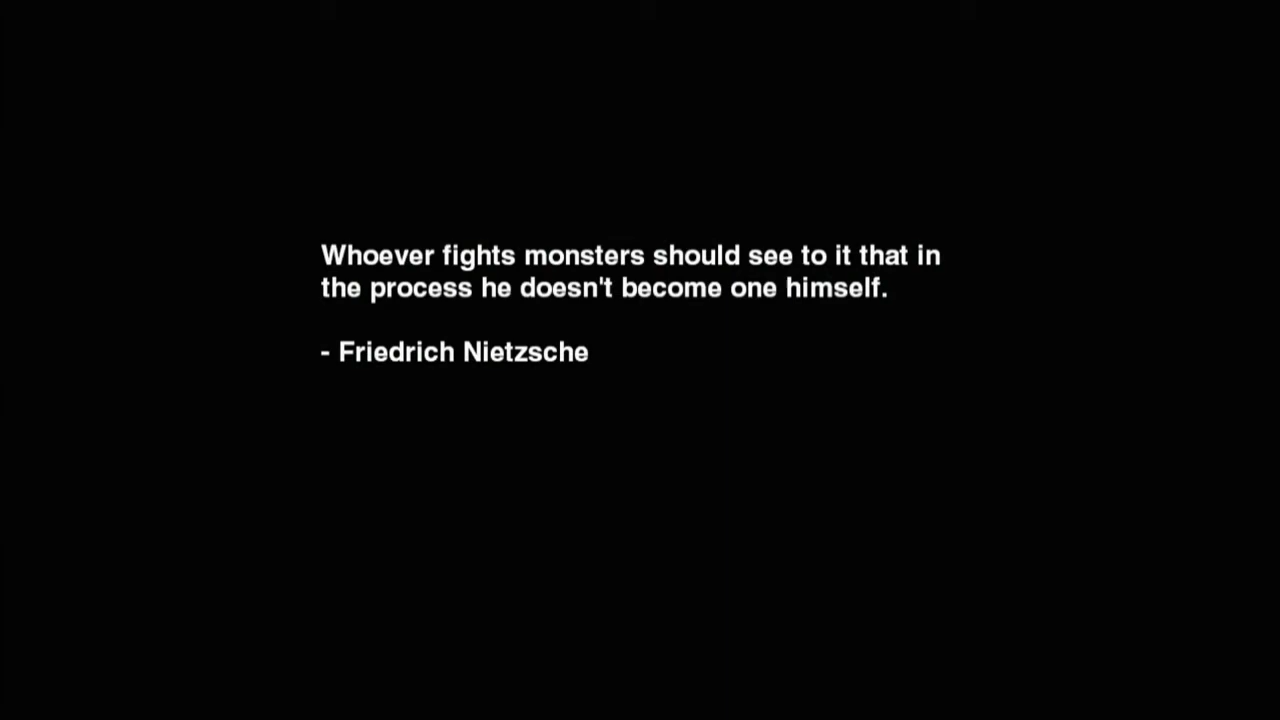 Whoever fights monsters should see to it that in
the process he doesn't become one himself.
- Friedrich Nietzsche